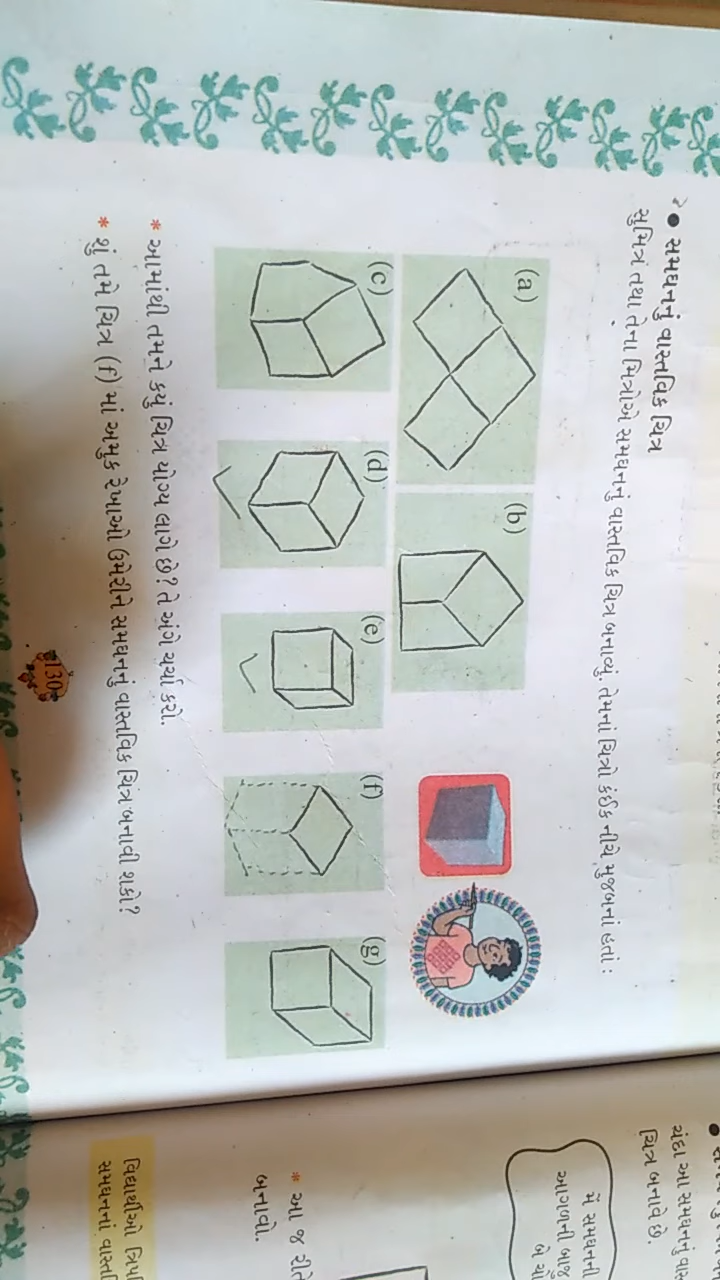 ● સમઘનનું વાસ્તવિક ચિત્ર
સુમિત્ર તથા તેના મિત્રોએ સમઘનનું વાસ્તવિક ચિત્ર બનાવ્યું. તેમનાં ચિત્રો કંઈક નીચે મુજબનાં હતાં :
(a)
(b)
(c)
(d)
(e)
(f)
(g)
* આમાંથી તમને કયું ચિત્ર યોગ્ય લાગે છે? તે અંગે ચર્ચા કરો.
* શું તમે ચિત્ર (f) માં અમુક રેખાઓ ઉમેરીને સમઘનનું વાસ્તવિક ચિત્ર બનાવી શકો?
130
ચંદા આ સમઘનનું
ચિત્ર બનાવે છે.
મેં સમઘનની
આગળની બાજુ
* આ જ રીતે
બનાવો.